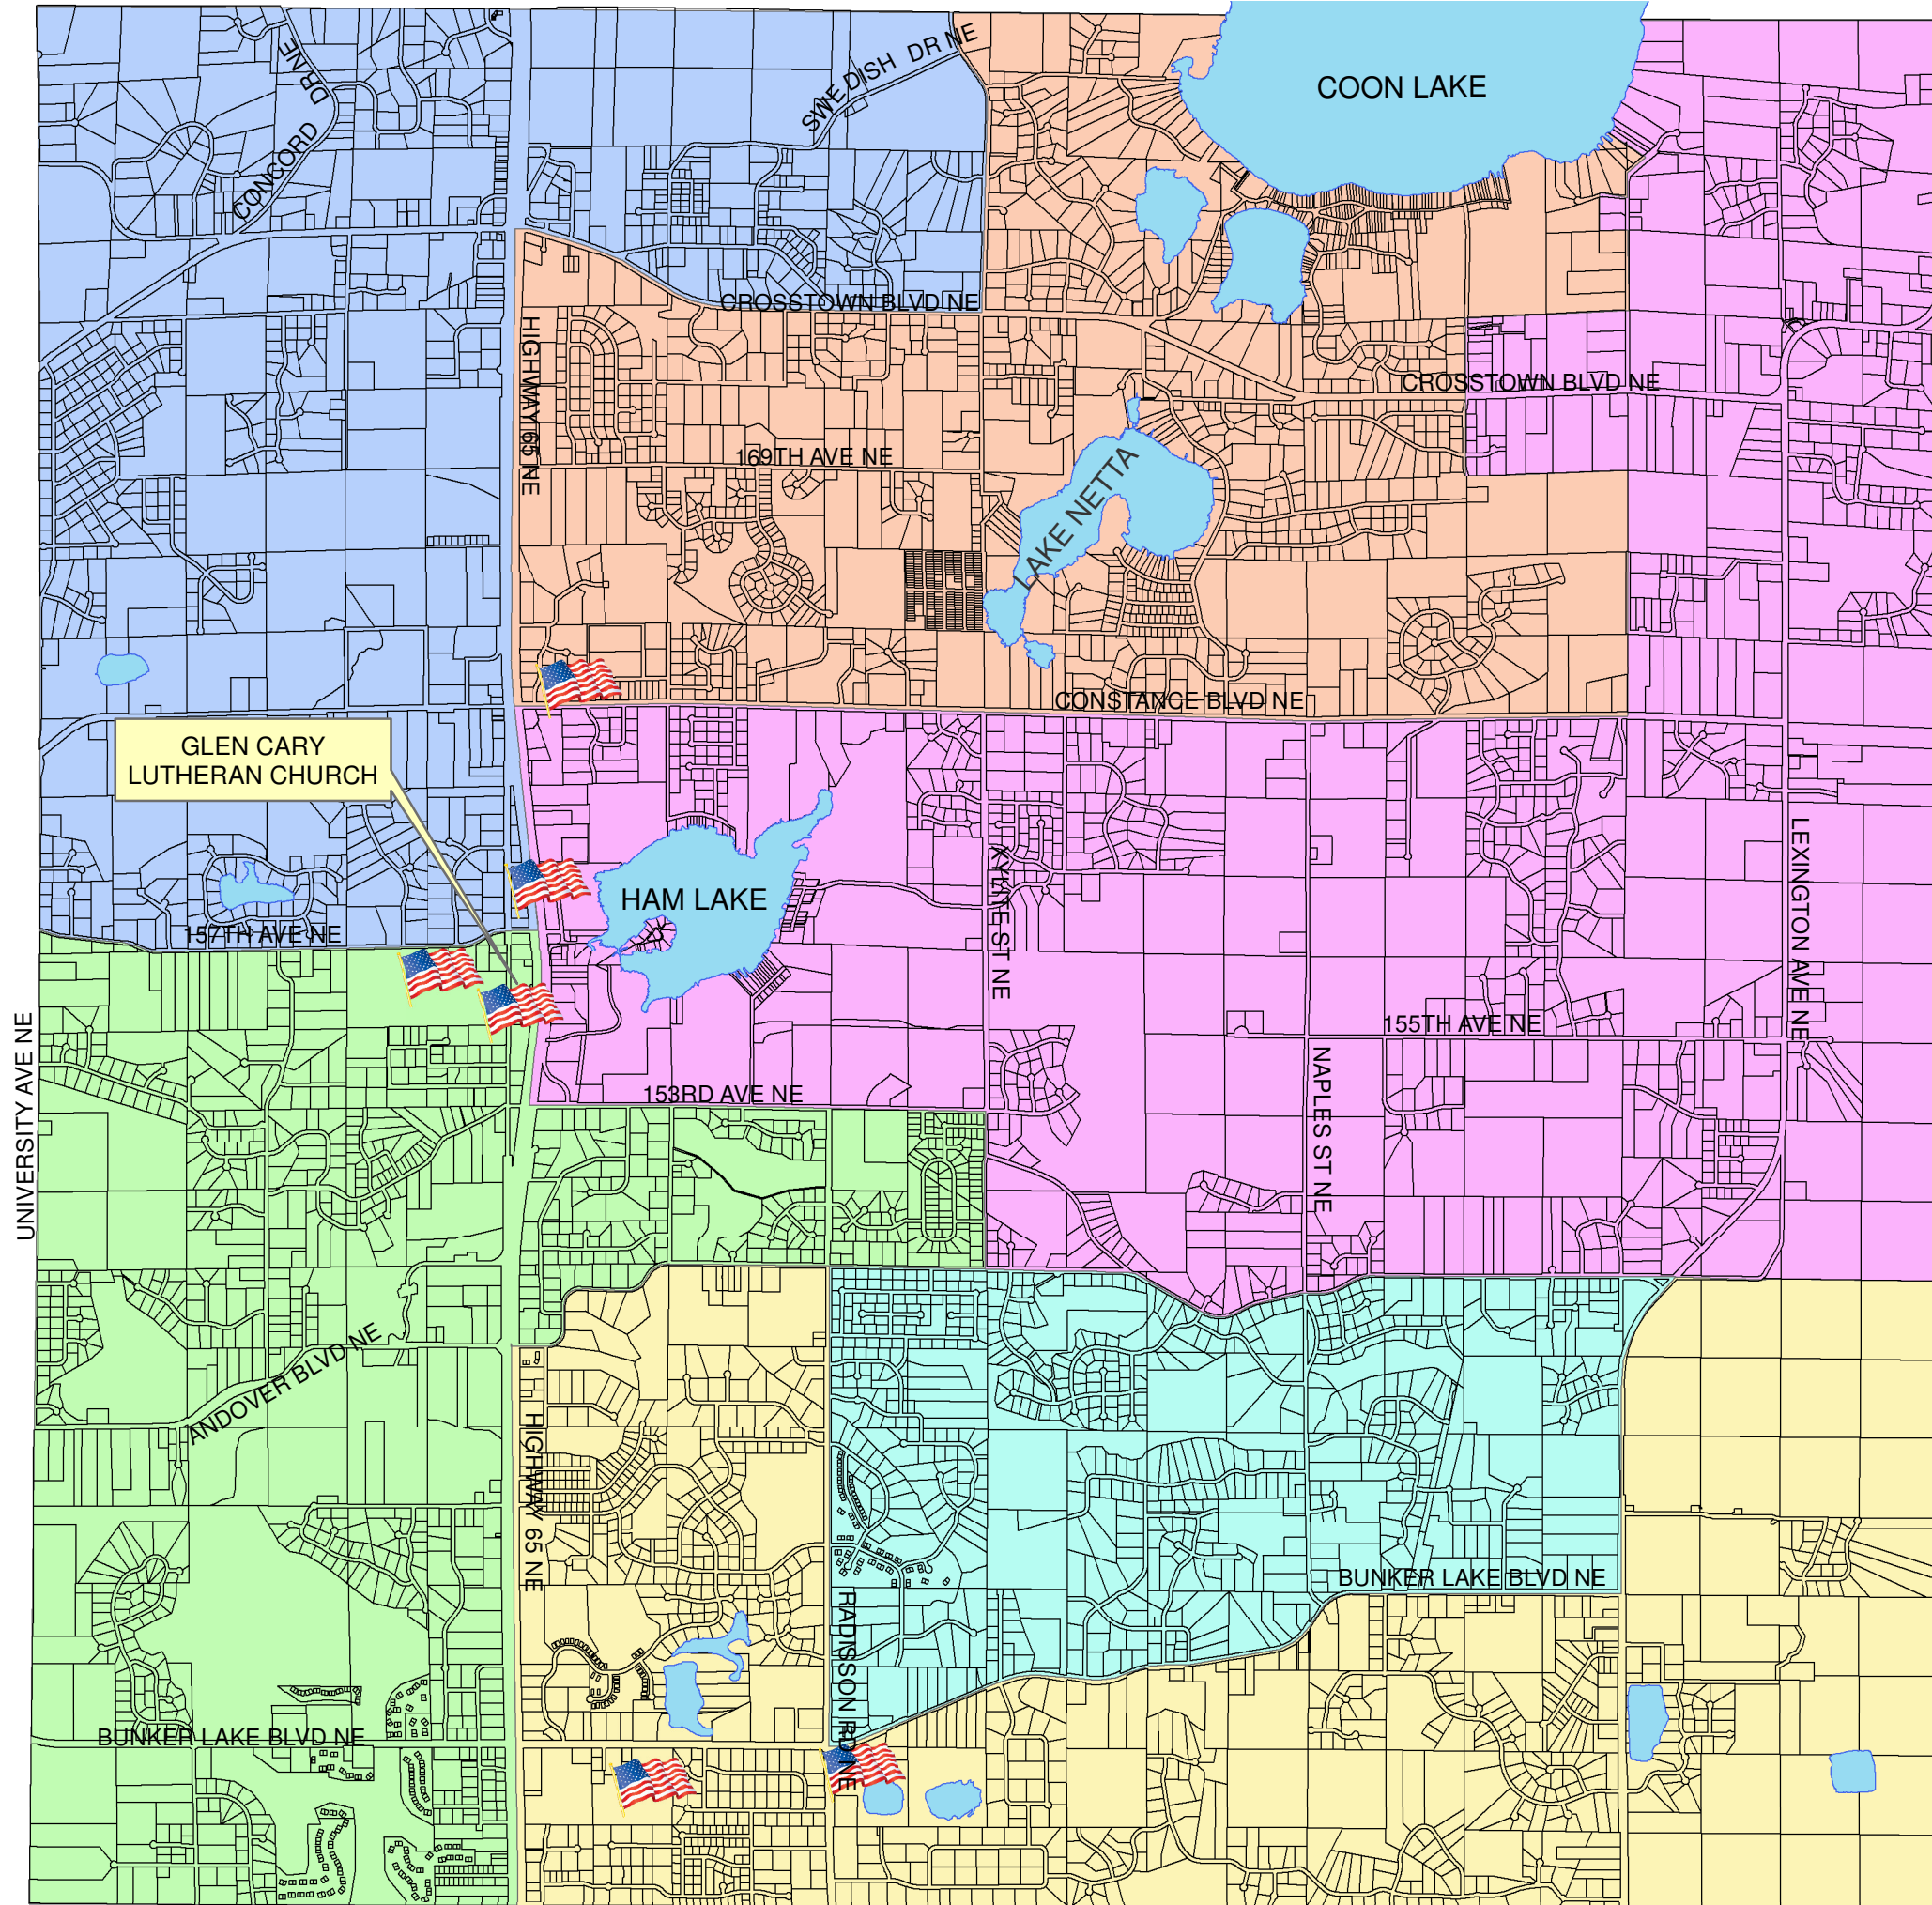 CONCORD DR NE
SWEDISH DR NE
COON LAKE
CROSSTOWN BLVD NE
HIGHWAY 65 NE
CROSSTOWN BLVD NE
169TH AVE NE
LAKE NETTA
CONSTANCE BLVD NE
GLEN CARY
LUTHERAN CHURCH
HAM LAKE
XYLITE ST NE
LEXINGTON AVE NE
157TH AVE NE
UNIVERSITY AVE NE
155TH AVE NE
NAPLES ST NE
153RD AVE NE
ANDOVER BLVD NE
HIGHWAY 65 NE
BUNKER LAKE BLVD NE
RADISSON RD NE
BUNKER LAKE BLVD NE